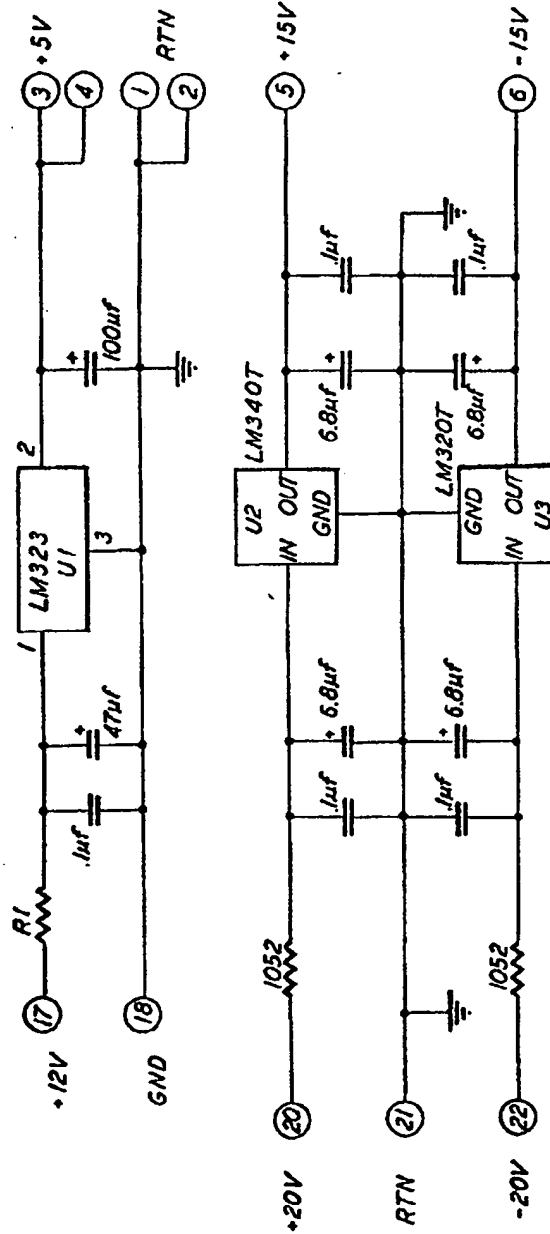 +12V
17
R1
.1µf
47µf
+
1
LM323
U1
2
3
+
100µf
3
+5V
4
1
RTN
2
GND
18
+20V
20
1052
.1µf
+
6.8µf
U2
IN
OUT
GND
LM340T
+
6.8µf
.1µf
5
+15V
RTN
21
-20V
22
1052
.1µf
+
6.8µf
GND
IN
OUT
U3
LM320T
6.8µf
+
.1µf
6
-15V